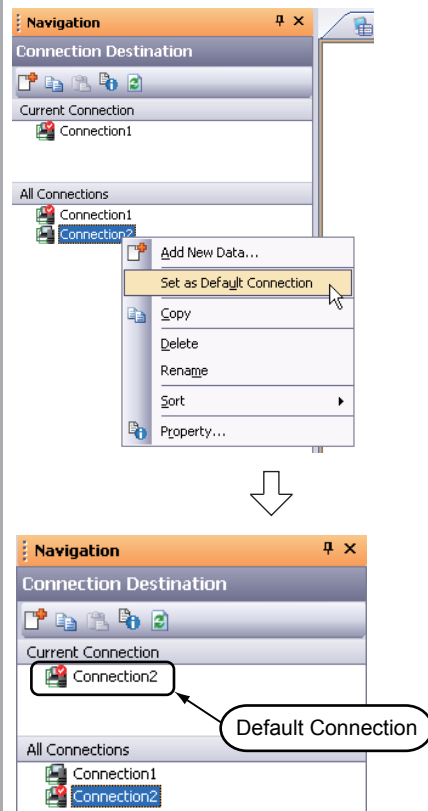 Navigation
Connection Destination
Current Connection
Connection1
All Connections
Connection1
Connection2
Add New Data...
Set as Default Connection
Copy
Delete
Rename
Sort
Property...
Navigation
Connection Destination
Current Connection
Connection2
Default Connection
All Connections
Connection1
Connection2